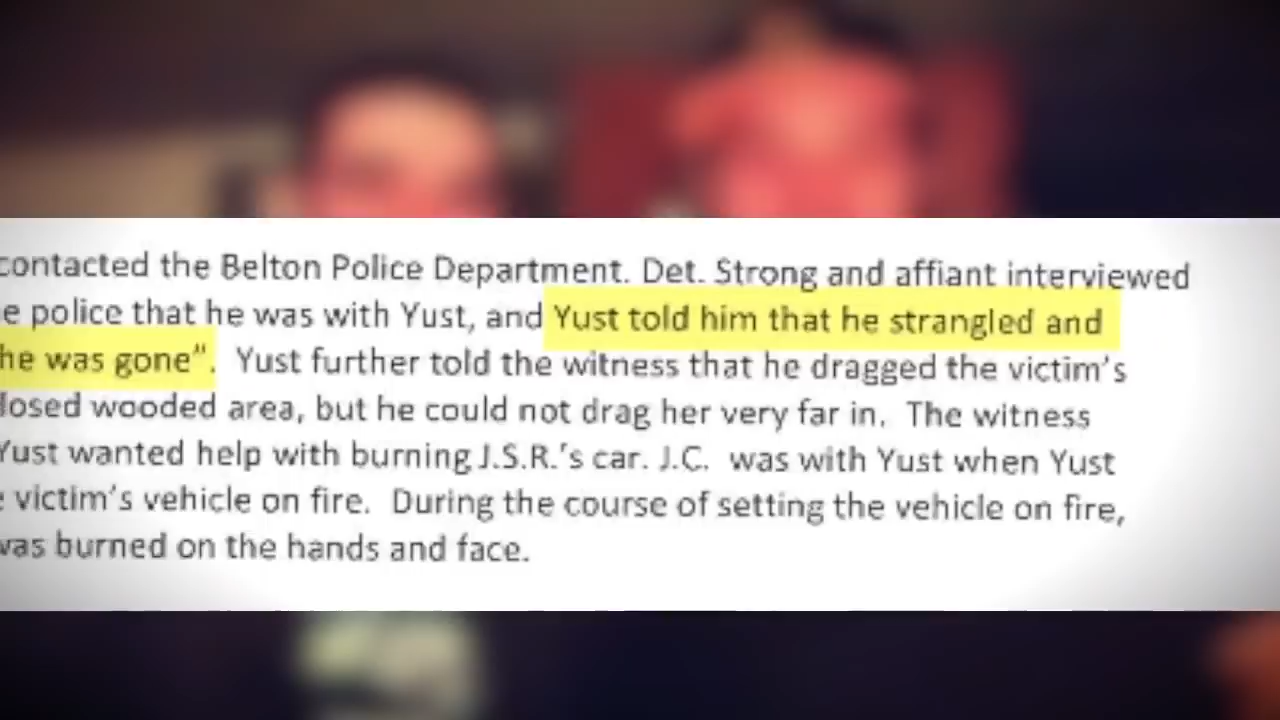 contacted the Belton Police Department. Det. Strong and affiant interviewed
e police that he was with Yust, and Yust told him that he strangled and
he was gone". Yust further told the witness that he dragged the victim's
losed wooded area, but he could not drag her very far in. The witness
Yust wanted help with burning J.S.R.'s car. J.C. was with Yust when Yust
e victim's vehicle on fire. During the course of setting the vehicle on fire,
was burned on the hands and face.